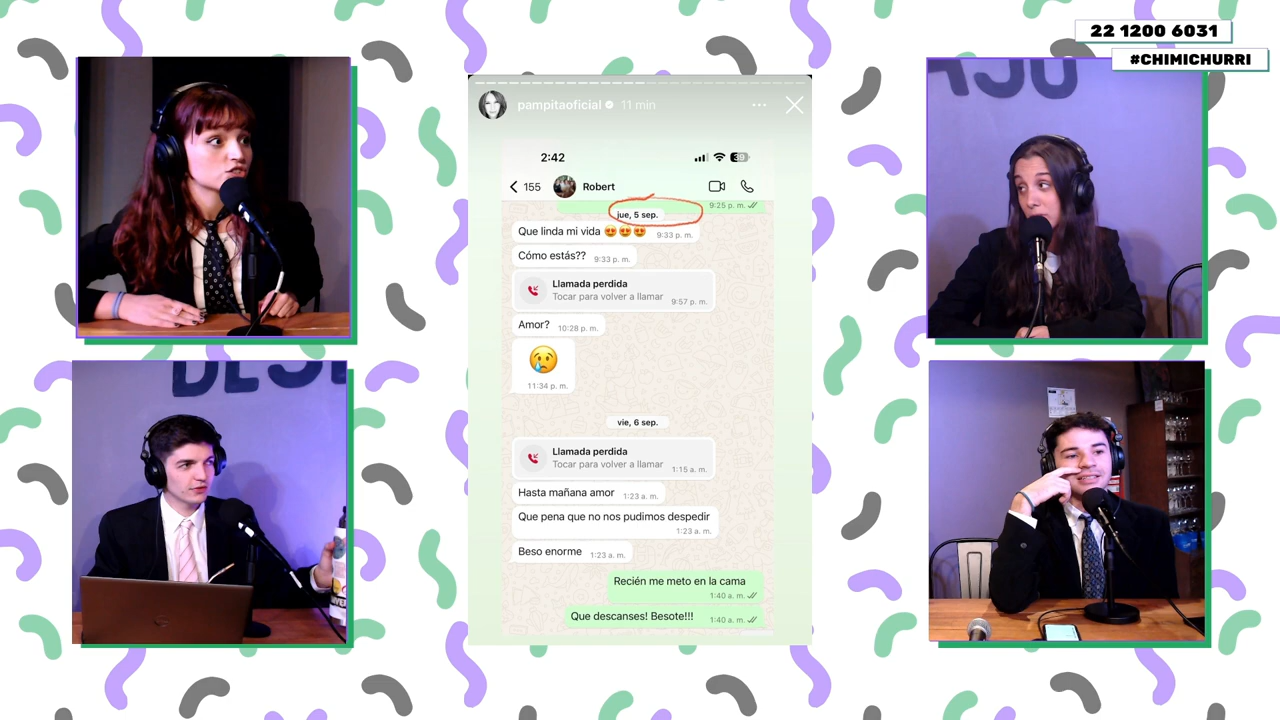 22 1200 6031
#CHIMICHURRI
pampitaoficial 11 min
2:42
39
155 Robert
9:25 p. m.
jue, 5 sep.
Que linda mi vida 😍😍😍 9:33 p. m.
Cómo estás?? 9:33 p. m.
Llamada perdida
Tocar para volver a llamar 9:57 p. m.
Amor? 10:28 p. m.
😢
11:34 p. m.
vie, 6 sep.
Llamada perdida
Tocar para volver a llamar 1:15 a. m.
Hasta mañana amor 1:23 a. m.
Que pena que no nos pudimos despedir
1:23 a. m.
Beso enorme 1:23 a. m.
Recién me meto en la cama
1:40 a. m.
Que descanses! Besote!!! 1:40 a. m.